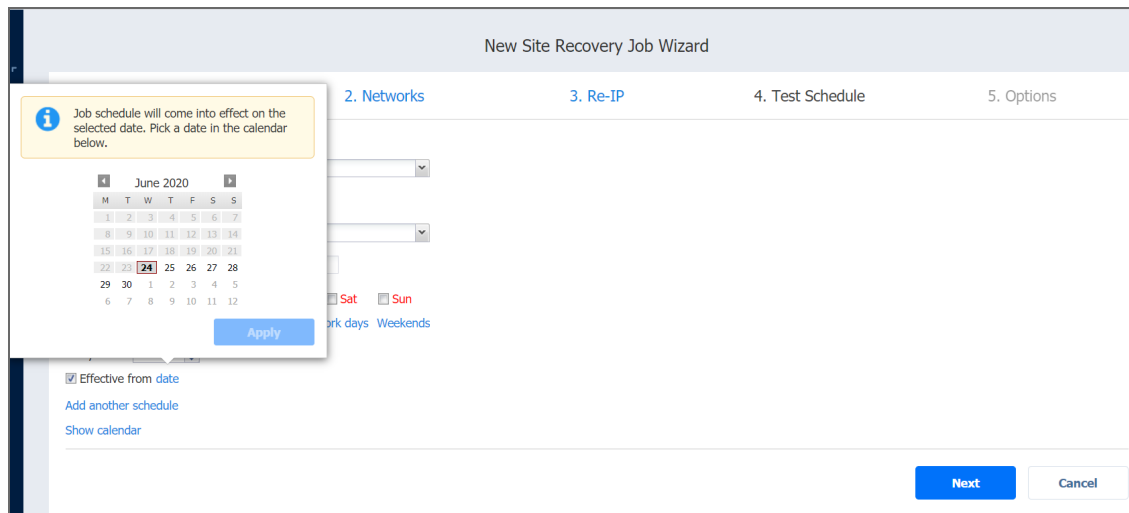 New Site Recovery Job Wizard
2. Networks
3. Re-IP
4. Test Schedule
5. Options
Job schedule will come into effect on the
selected date. Pick a date in the calendar
below.
June 2020
M T W T F S S
1 2 3 4 5 6 7
8 9 10 11 12 13 14
15 16 17 18 19 20 21
22 23 24 25 26 27 28
29 30 1 2 3 4 5
6 7 8 9 10 11 12
Apply
Sat Sun
days Weekends
Effective from date
Add another schedule
Show calendar
Next
Cancel